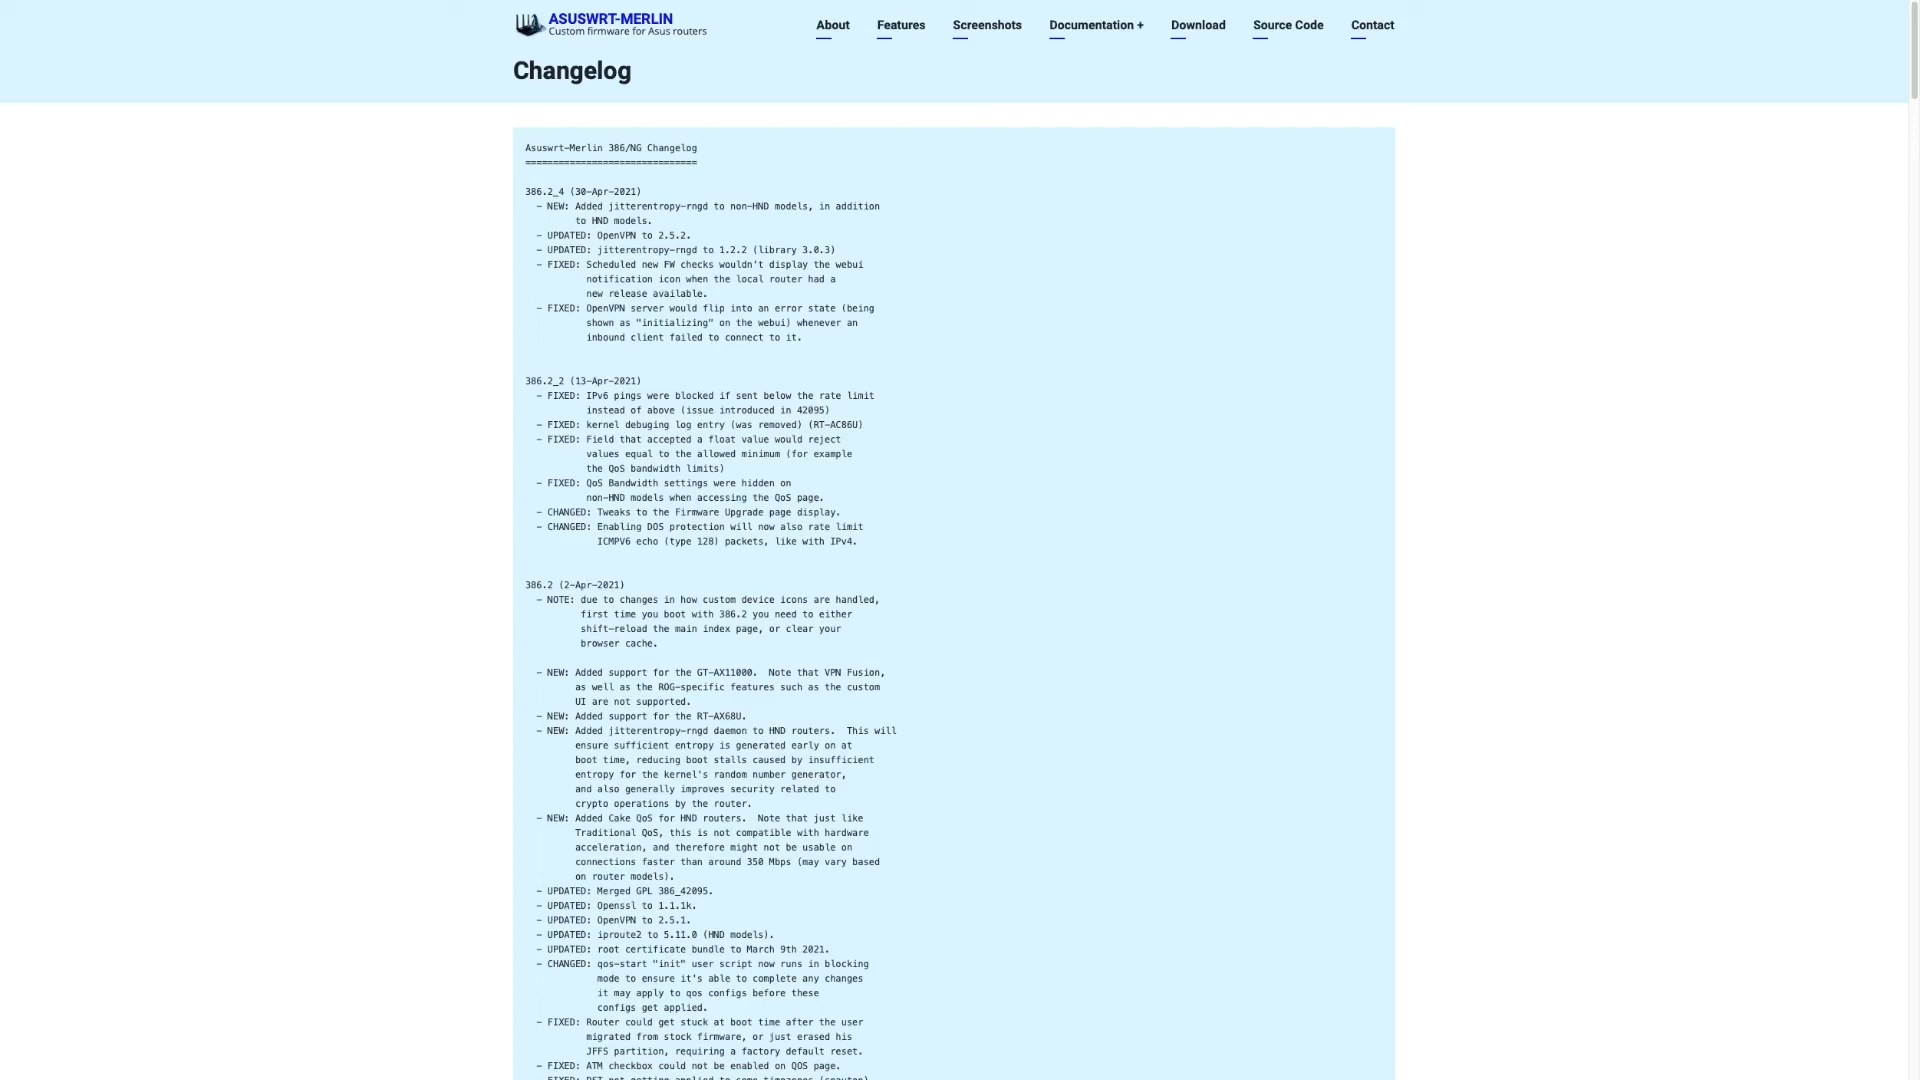 ASUSWRT-MERLIN
Custom firmware for Asus routers
About
Features
Screenshots
Documentation +
Download
Source Code
Contact
Changelog
Asuswrt-Merlin 386/NG Changelog
===============================
386.2_4 (30-Apr-2021)
- NEW: Added jitterentropy-rngd to non-HND models, in addition
to HND models.
- UPDATED: OpenVPN to 2.5.2.
- UPDATED: jitterentropy-rngd to 1.2.2 (library 3.0.3)
- FIXED: Scheduled new FW checks wouldn't display the webui
notification icon when the local router had a
new release available.
- FIXED: OpenVPN server would flip into an error state (being
shown as "initializing" on the webui) whenever an
inbound client failed to connect to it.
386.2_2 (13-Apr-2021)
- FIXED: IPv6 pings were blocked if sent below the rate limit
instead of above (issue introduced in 42095)
- FIXED: kernel debuging log entry (was removed) (RT-AC86U)
- FIXED: Field that accepted a float value would reject
values equal to the allowed minimum (for example
the QoS bandwidth limits)
- FIXED: QoS Bandwidth settings were hidden on
non-HND models when accessing the QoS page.
- CHANGED: Tweaks to the Firmware Upgrade page display.
- CHANGED: Enabling DOS protection will now also rate limit
ICMPV6 echo (type 128) packets, like with IPv4.
386.2 (2-Apr-2021)
- NOTE: due to changes in how custom device icons are handled,
first time you boot with 386.2 you need to either
shift-reload the main index page, or clear your
browser cache.
- NEW: Added support for the GT-AX11000.  Note that VPN Fusion,
as well as the ROG-specific features such as the custom
UI are not supported.
- NEW: Added support for the RT-AX68U.
- NEW: Added jitterentropy-rngd daemon to HND routers.  This will
ensure sufficient entropy is generated early on at
boot time, reducing boot stalls caused by insufficient
entropy for the kernel's random number generator,
and also generally improves security related to
crypto operations by the router.
- NEW: Added Cake QoS for HND routers.  Note that just like
Traditional QoS, this is not compatible with hardware
acceleration, and therefore might not be usable on
connections faster than around 350 Mbps (may vary based
on router models).
- UPDATED: Merged GPL 386_42095.
- UPDATED: Openssl to 1.1.1k.
- UPDATED: OpenVPN to 2.5.1.
- UPDATED: iproute2 to 5.11.0 (HND models).
- UPDATED: root certificate bundle to March 9th 2021.
- CHANGED: qos-start "init" user script now runs in blocking
mode to ensure it's able to complete any changes
it may apply to qos configs before these
configs get applied.
- FIXED: Router could get stuck at boot time after the user
migrated from stock firmware, or just erased his
JFFS partition, requiring a factory default reset.
- FIXED: ATM checkbox could not be enabled on QOS page.